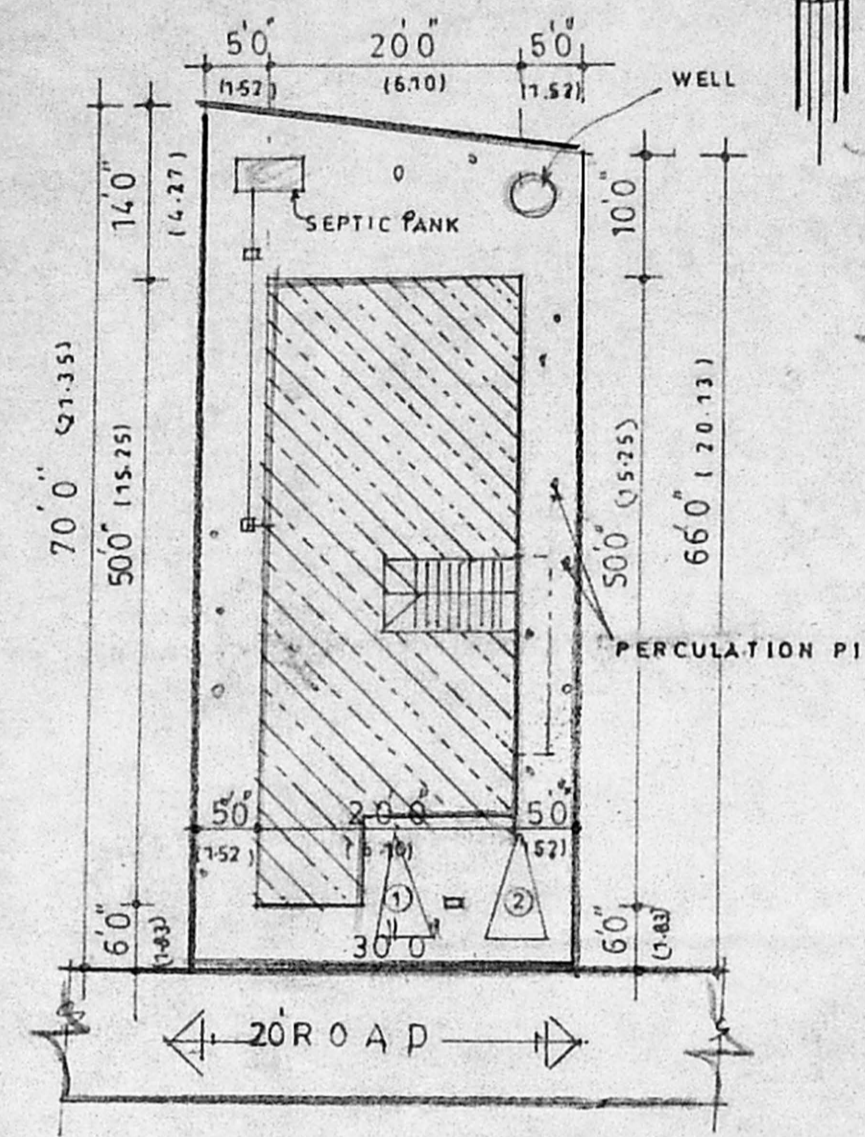 5'0" 20'0" 5'0"
(1.52) (6.10) (1.52)
WELL
14'0" (4.27)
10'0"
SEPTIC PANK
70'0" (21.35)
50'0" (15.25)
50'0" (15.25)
66'0" (20.13)
PERCULATION PI
5'0" 20'0" 5'0"
(1.52) (6.10) 52)
1 2
6'0" (1.83)
30'0"
6'0" (1.83)
20' ROAD